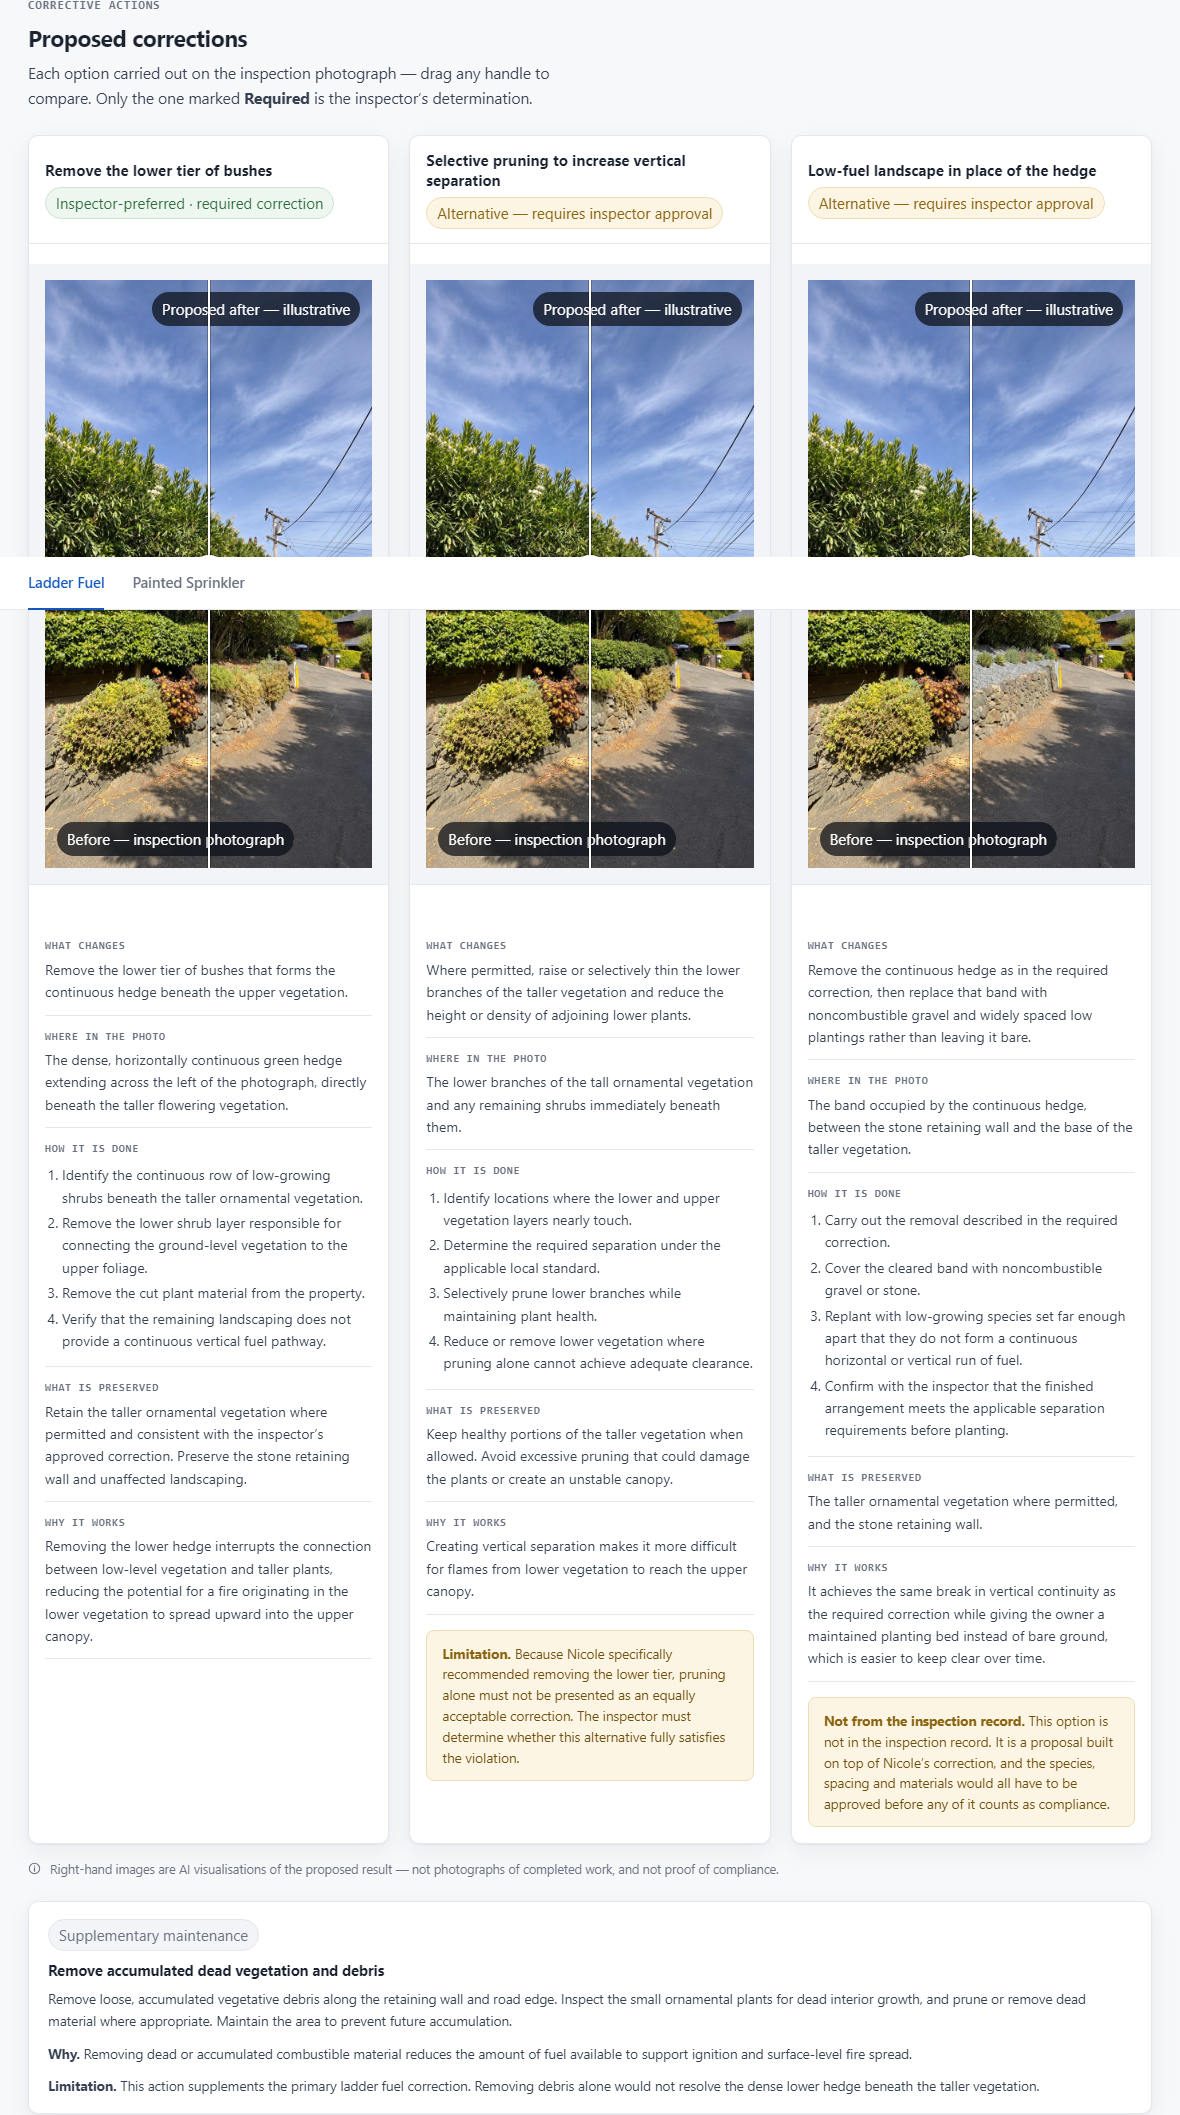 CORRECTIVE ACTIONS
Proposed corrections
Each option carried out on the inspection photograph — drag any handle to
compare. Only the one marked Required is the inspector's determination.
Remove the lower tier of bushes
Inspector-preferred · required correction
Selective pruning to increase vertical
separation
Alternative — requires inspector approval
Low-fuel landscape in place of the hedge
Alternative — requires inspector approval
Proposed after — illustrative
Proposed after — illustrative
Proposed after — illustrative
Ladder Fuel
Painted Sprinkler
Before — inspection photograph
Before — inspection photograph
Before — inspection photograph
WHAT CHANGES
Remove the lower tier of bushes that forms the
continuous hedge beneath the upper vegetation.
WHERE IN THE PHOTO
The dense, horizontally continuous green hedge
extending across the left of the photograph, directly
beneath the taller flowering vegetation.
HOW IT IS DONE
1. Identify the continuous row of low-growing
shrubs beneath the taller ornamental vegetation.
2. Remove the lower shrub layer responsible for
connecting the ground-level vegetation to the
upper foliage.
3. Remove the cut plant material from the property.
4. Verify that the remaining landscaping does not
provide a continuous vertical fuel pathway.
WHAT IS PRESERVED
Retain the taller ornamental vegetation where
permitted and consistent with the inspector's
approved correction. Preserve the stone retaining
wall and unaffected landscaping.
WHY IT WORKS
Removing the lower hedge interrupts the connection
between low-level vegetation and taller plants,
reducing the potential for a fire originating in the
lower vegetation to spread upward into the upper
canopy.
WHAT CHANGES
Where permitted, raise or selectively thin the lower
branches of the taller vegetation and reduce the
height or density of adjoining lower plants.
WHERE IN THE PHOTO
The lower branches of the tall ornamental vegetation
and any remaining shrubs immediately beneath
them.
HOW IT IS DONE
1. Identify locations where the lower and upper
vegetation layers nearly touch.
2. Determine the required separation under the
applicable local standard.
3. Selectively prune lower branches while
maintaining plant health.
4. Reduce or remove lower vegetation where
pruning alone cannot achieve adequate clearance.
WHAT IS PRESERVED
Keep healthy portions of the taller vegetation when
allowed. Avoid excessive pruning that could damage
the plants or create an unstable canopy.
WHY IT WORKS
Creating vertical separation makes it more difficult
for flames from lower vegetation to reach the upper
canopy.
Limitation. Because Nicole specifically
recommended removing the lower tier, pruning
alone must not be presented as an equally
acceptable correction. The inspector must
determine whether this alternative fully satisfies
the violation.
WHAT CHANGES
Remove the continuous hedge as in the required
correction, then replace that band with
noncombustible gravel and widely spaced low
plantings rather than leaving it bare.
WHERE IN THE PHOTO
The band occupied by the continuous hedge,
between the stone retaining wall and the base of the
taller vegetation.
HOW IT IS DONE
1. Carry out the removal described in the required
correction.
2. Cover the cleared band with noncombustible
gravel or stone.
3. Replant with low-growing species set far enough
apart that they do not form a continuous
horizontal or vertical run of fuel.
4. Confirm with the inspector that the finished
arrangement meets the applicable separation
requirements before planting.
WHAT IS PRESERVED
The taller ornamental vegetation where permitted,
and the stone retaining wall.
WHY IT WORKS
It achieves the same break in vertical continuity as
the required correction while giving the owner a
maintained planting bed instead of bare ground,
which is easier to keep clear over time.
Not from the inspection record. This option is
not in the inspection record. It is a proposal built
on top of Nicole's correction, and the species,
spacing and materials would all have to be
approved before any of it counts as compliance.
Right-hand images are AI visualisations of the proposed result — not photographs of completed work, and not proof of compliance.
Supplementary maintenance
Remove accumulated dead vegetation and debris
Remove loose, accumulated vegetative debris along the retaining wall and road edge. Inspect the small ornamental plants for dead interior growth, and prune or remove dead
material where appropriate. Maintain the area to prevent future accumulation.
Why. Removing dead or accumulated combustible material reduces the amount of fuel available to support ignition and surface-level fire spread.
Limitation. This action supplements the primary ladder fuel correction. Removing debris alone would not resolve the dense lower hedge beneath the taller vegetation.